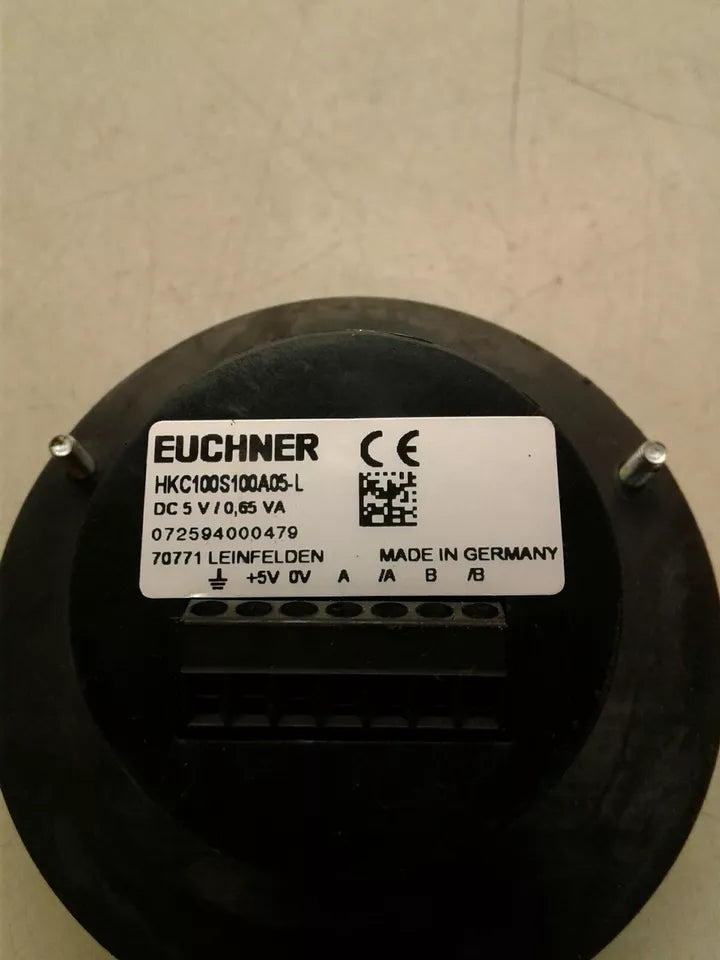 EUCHNER CE
HKC100S100A05-L
DC 5 V / 0,65 VA
072594000479
70771 LEINFELDEN MADE IN GERMANY
+5V 0V A /A B /B